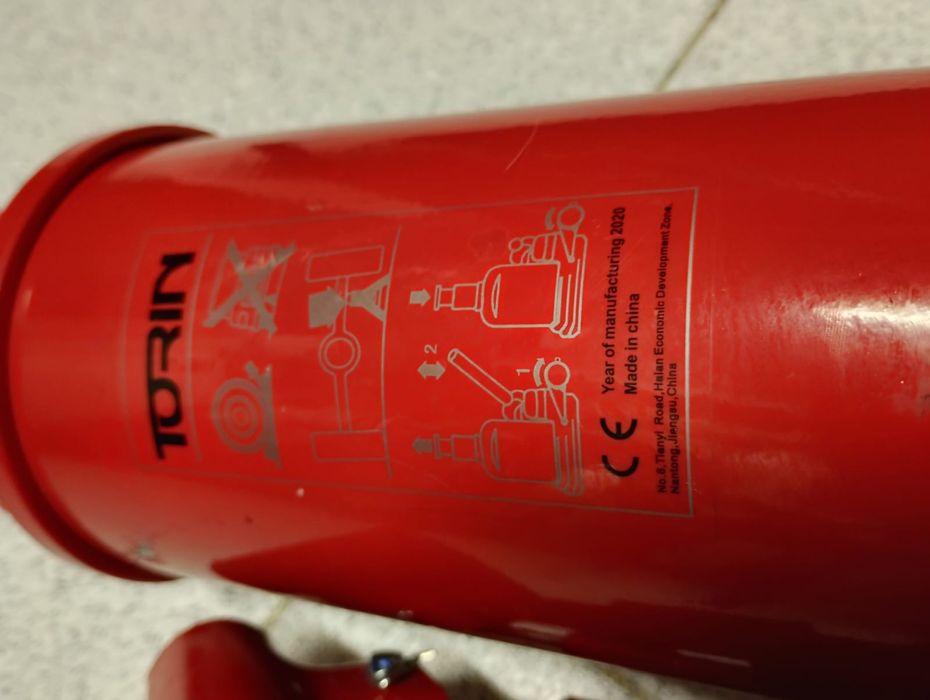 TORIN
2
1
CE
Year of manufacturing 2020
Made in china
No.8,Tianyi Road,Haian Economic Development Zone,
Nantong,Jiangsu,China